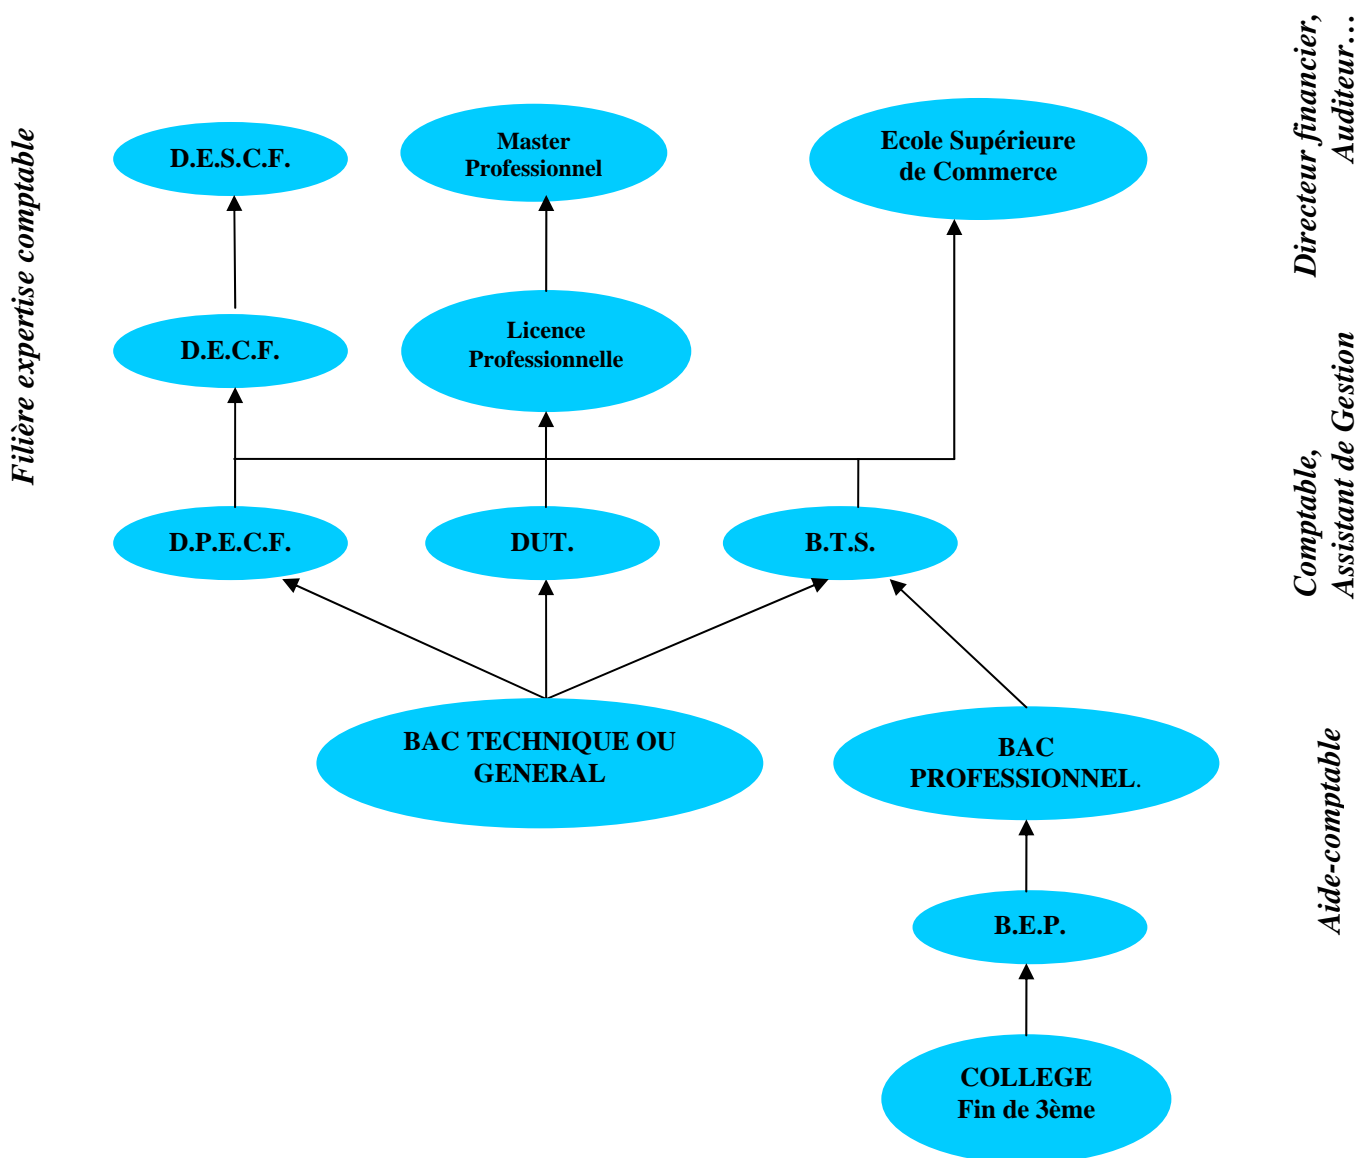 Filière expertise comptable
Directeur financier,
Auditeur…
D.E.S.C.F.
Master
Professionnel
Ecole Supérieure
de Commerce
D.E.C.F.
Licence
Professionnelle
Comptable,
Assistant de Gestion
D.P.E.C.F.
DUT.
B.T.S.
BAC TECHNIQUE OU
GENERAL
BAC
PROFESSIONNEL.
Aide-comptable
B.E.P.
COLLEGE
Fin de 3ème